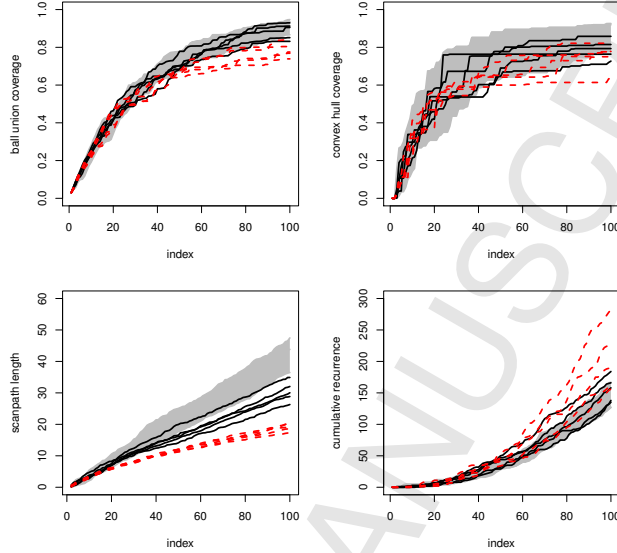 ball union coverage
0.0 0.2 0.4 0.6 0.8 1.0
0 20 40 60 80 100
index
convex hull coverage
0.0 0.2 0.4 0.6 0.8 1.0
0 20 40 60 80 100
index
scanpath length
0 10 20 30 40 50 60
0 20 40 60 80 100
index
cumulative recurrence
0 50 100 150 200 250 300
0 20 40 60 80 100
index
ANUSCR